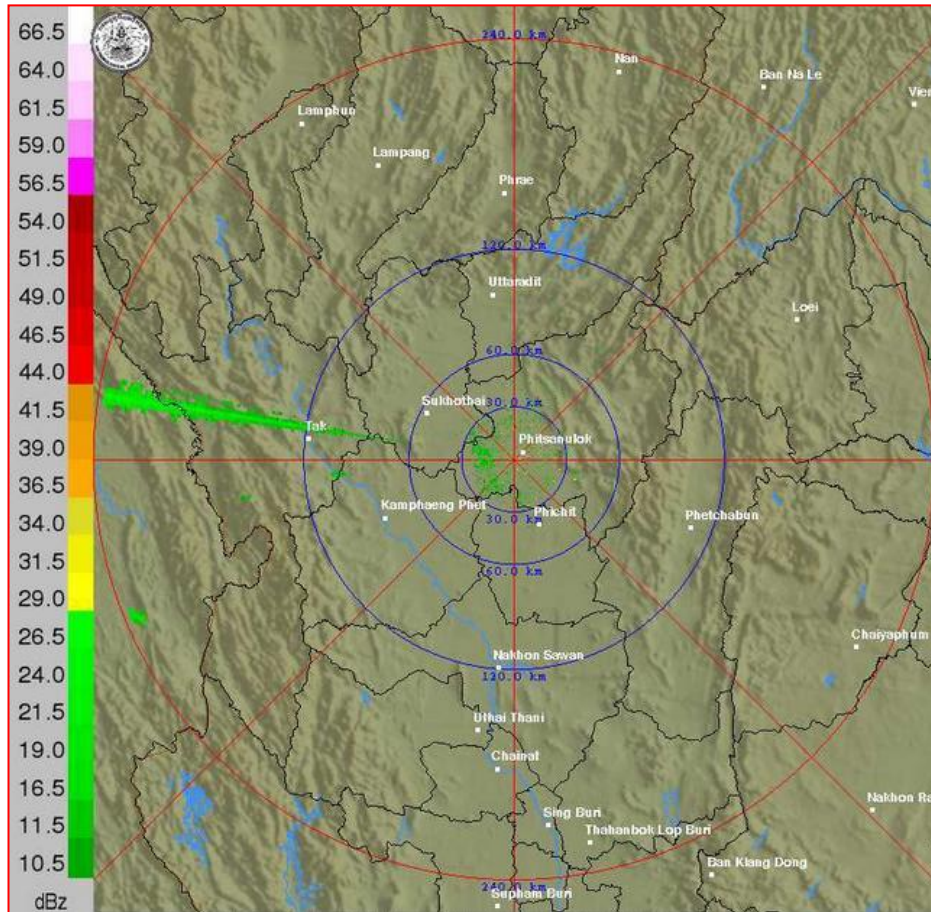 66.5
64.0
61.5
59.0
56.5
54.0
49.0
46.5
44.0
41.5
39.0
36.5
34.0
31.5
29.0
26.5
24.0
21.5
19.0
16.5
11.5
10.5
dBz
240.0 km
Nan
Ban Na Le
Vien
Lamphun
Lampang
Phrae
120.0 km
Uttaradit
Loei
60.0 km
30.0 km
Sukhothai
Tak
Phitsanulok
Kamphaeng Phet
Phichit
30.0 km
Phetchabun
60.0 km
Chaiyaphum
Nakhon Sawan
120.0 km
Uthai Thani
Chainat
Sing Buri
Nakhon Ra
Thahanbok Lop Buri
Ban Klang Dong
240.0 km
Suphan Buri